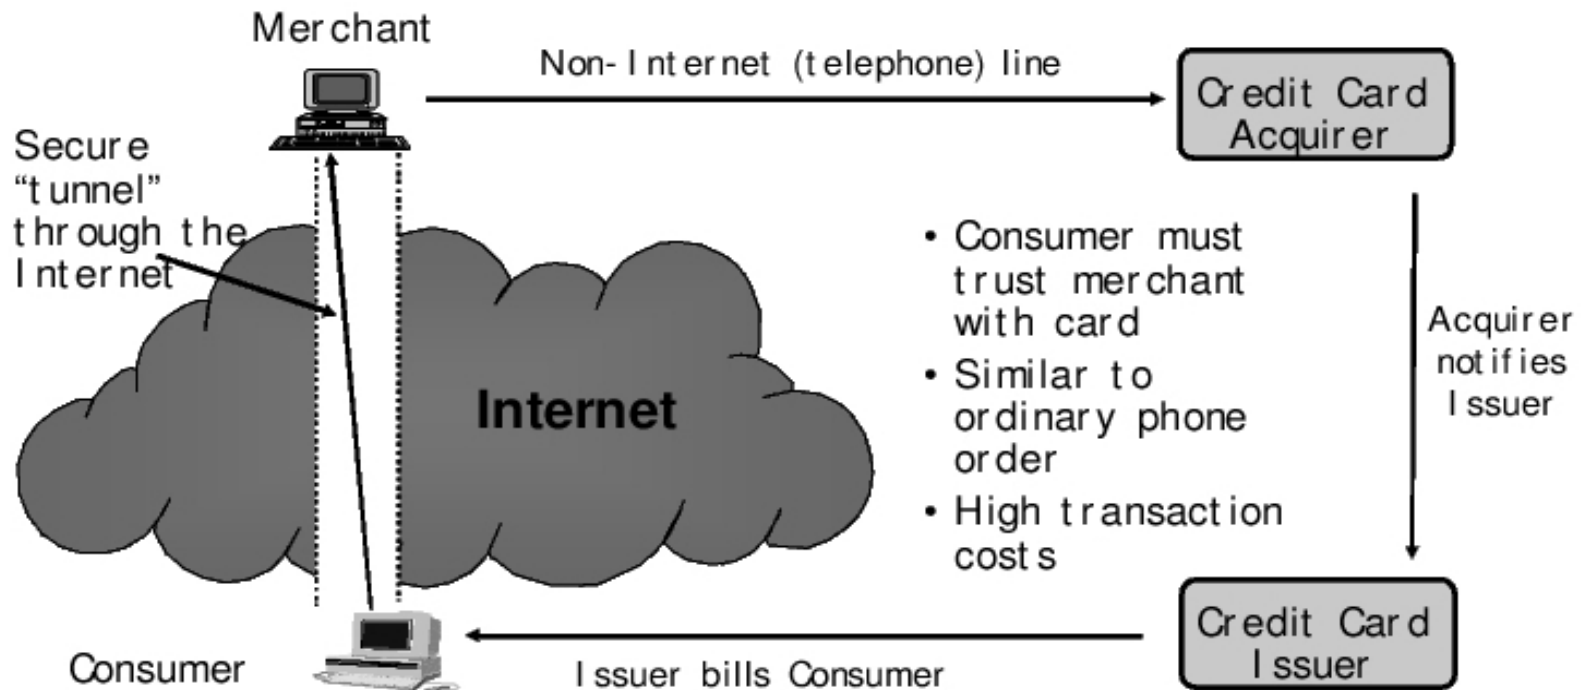 Merchant
Non-Internet (telephone) line
Credit Card
Acquirer
Secure
“tunnel”
through the
Internet
• Consumer must
trust merchant
with card
• Similar to
ordinary phone
order
• High transaction
costs
Acquirer
notifies
Issuer
Internet
Credit Card
Issuer
Consumer
Issuer bills Consumer